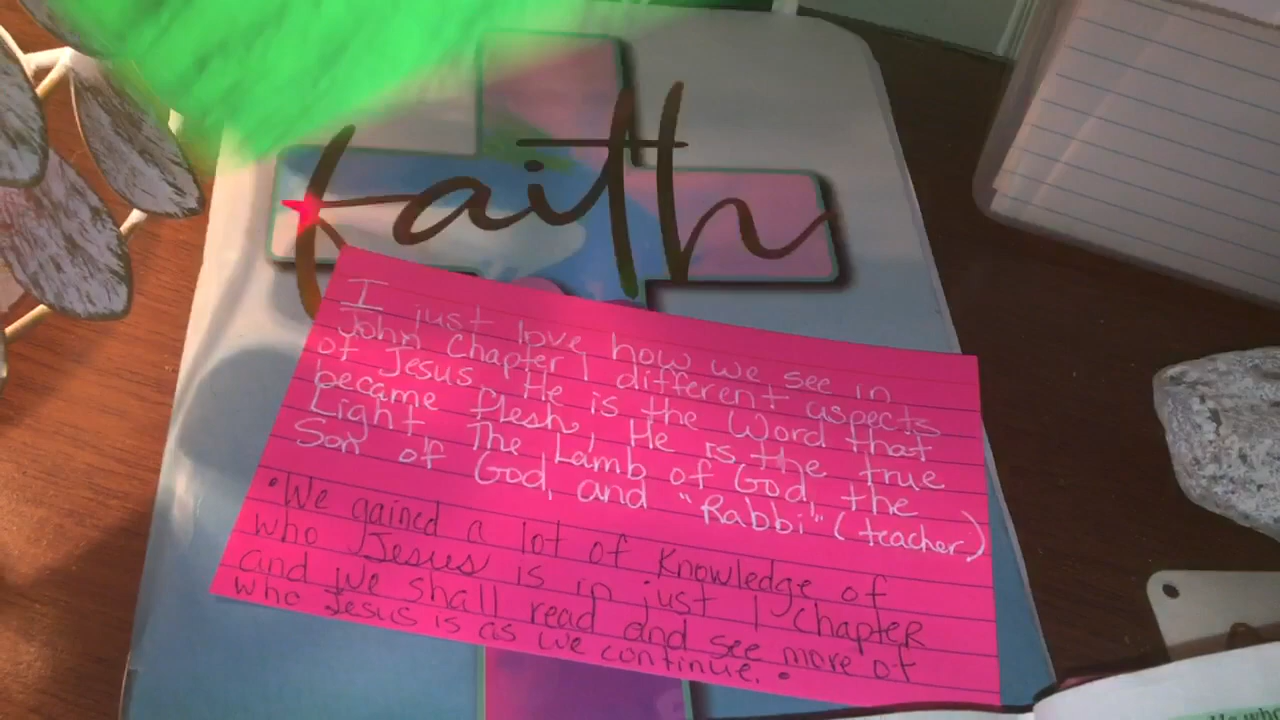 faith
I just love how we see in
John Chapter 1 different aspects
of Jesus. He is the Word that
became flesh, He is the true
Light, The Lamb of God, the
Son of God, and "Rabbi" (teacher)
•We gained a lot of Knowledge of
who Jesus is in just 1 Chapter
and we shall read and see more of
who Jesus is as we continue.•